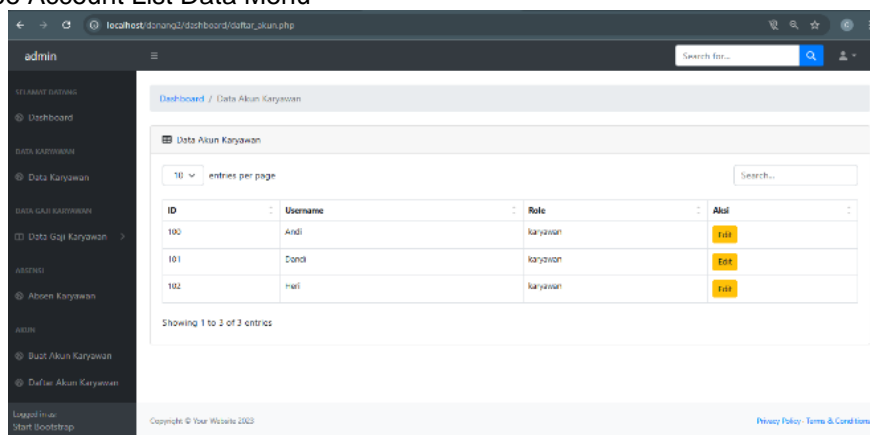 Account List Data Menu
localhost/danang2/dashboard/daftar_akun.php
admin
Search for...
SELAMAT DATANG
Dashboard
DATA KARYAWAN
Data Karyawan
DATA GAJI KARYAWAN
Data Gaji Karyawan
ABSENSI
Absen Karyawan
AKUN
Buat Akun Karyawan
Daftar Akun Karyawan
Logged in as:
Start Bootstrap
Dashboard / Data Akun Karyawan
Data Akun Karyawan
10 entries per page
Search...
ID Username Role Aksi
100 Andi karyawan Edit
101 Dandi karyawan Edit
102 Heri karyawan Edit
Showing 1 to 3 of 3 entries
Copyright © Your Website 2023
Privacy Policy · Terms & Conditions